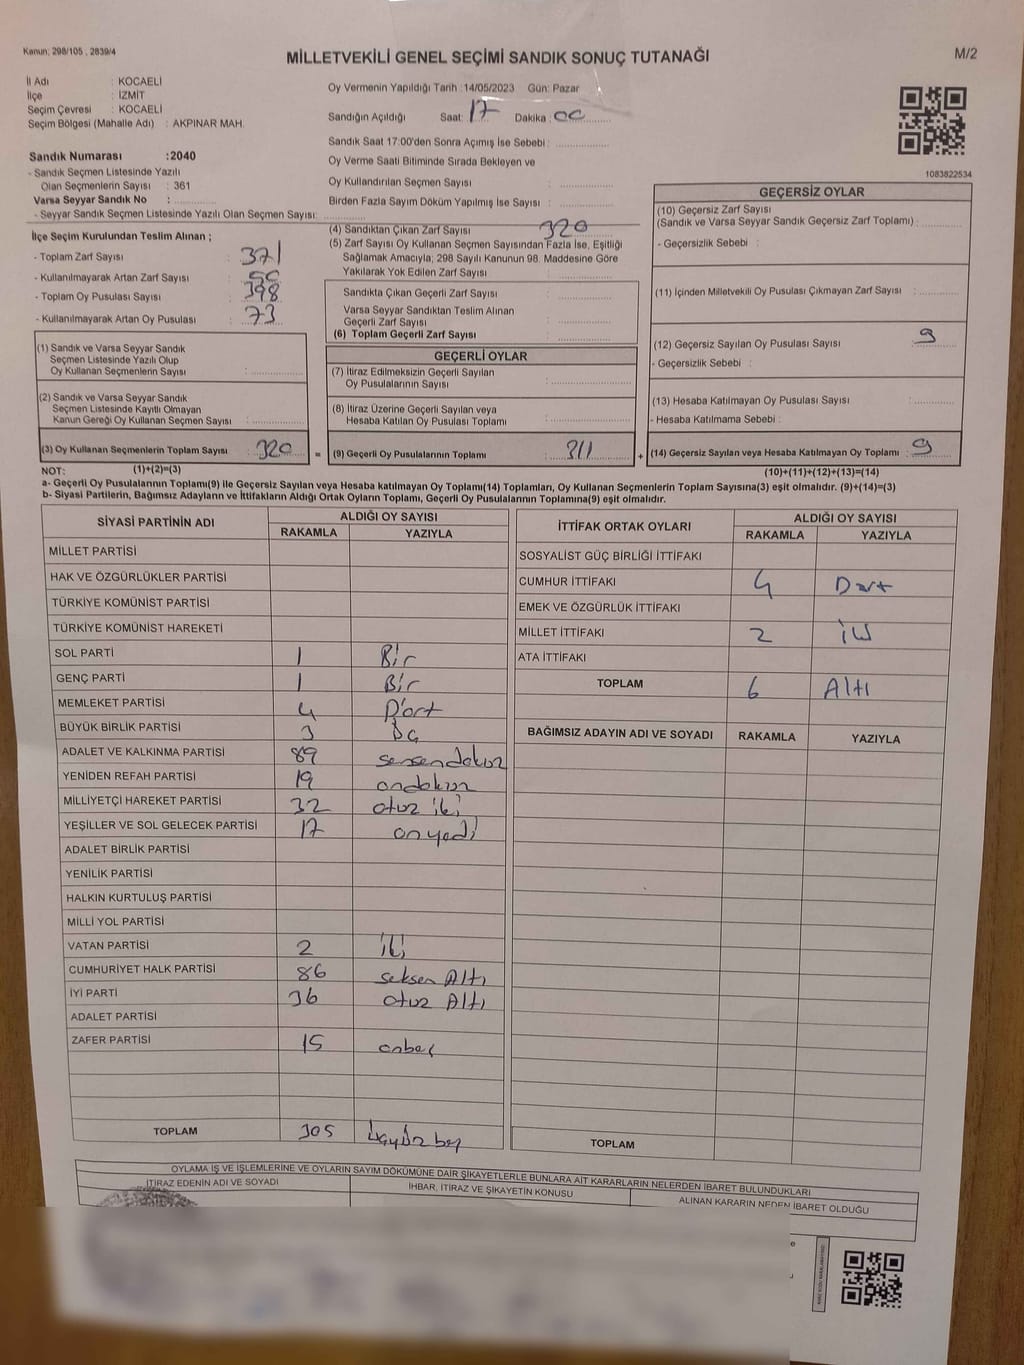 Kanun: 298/105 , 2839/4
MİLLETVEKİLİ GENEL SEÇİMİ SANDIK SONUÇ TUTANAĞI
M/2
İl Adı : KOCAELİ
İlçe : İZMİT
Seçim Çevresi : KOCAELİ
Seçim Bölgesi (Mahalle Adı) : AKPINAR MAH.
Oy Vermenin Yapıldığı Tarih :14/05/2023 Gün: Pazar
Sandığın Açıldığı Saat: 17 Dakika: 00
Sandık Saat 17:00'den Sonra Açımış İse Sebebi :
Oy Verme Saati Bitiminde Sırada Bekleyen ve
Oy Kullandırılan Seçmen Sayısı :
Birden Fazla Sayım Döküm Yapılmış İse Sayısı :
1083822534
Sandık Numarası :2040
- Sandık Seçmen Listesinde Yazılı
Olan Seçmenlerin Sayısı : 361
Varsa Seyyar Sandık No :
- Seyyar Sandık Seçmen Listesinde Yazılı Olan Seçmen Sayısı:
İlçe Seçim Kurulundan Teslim Alınan ;
- Toplam Zarf Sayısı : 371
- Kullanılmayarak Artan Zarf Sayısı :
- Toplam Oy Pusulası Sayısı : 398
- Kullanılmayarak Artan Oy Pusulası : 73
(4) Sandıktan Çıkan Zarf Sayısı : 320
(5) Zarf Sayısı Oy Kullanan Seçmen Sayısından Fazla İse, Eşitliği
Sağlamak Amacıyla; 298 Sayılı Kanunun 98. Maddesine Göre
Yakılarak Yok Edilen Zarf Sayısı :
Sandıkta Çıkan Geçerli Zarf Sayısı :
Varsa Seyyar Sandıktan Teslim Alınan
Geçerli Zarf Sayısı :
(6) Toplam Geçerli Zarf Sayısı :
GEÇERSİZ OYLAR
(10) Geçersiz Zarf Sayısı
(Sandık ve Varsa Seyyar Sandık Geçersiz Zarf Toplamı) :
- Geçersizlik Sebebi :
(11) İçinden Milletvekili Oy Pusulası Çıkmayan Zarf Sayısı :
(12) Geçersiz Sayılan Oy Pusulası Sayısı : 9
- Geçersizlik Sebebi :
(13) Hesaba Katılmayan Oy Pusulası Sayısı :
- Hesaba Katılmama Sebebi :
(14) Geçersiz Sayılan veya Hesaba katılmayan Oy Toplamı : 9
(1) Sandık ve Varsa Seyyar Sandık
Seçmen Listesinde Yazılı Olup
Oy Kullanan Seçmenlerin Sayısı :
(2) Sandık ve Varsa Seyyar Sandık
Seçmen Listesinde Kayıtlı Olmayan
Kanun Gereği Oy Kullanan Seçmen Sayısı :
(3) Oy Kullanan Seçmenlerin Toplam Sayısı : 320 =
GEÇERLİ OYLAR
(7) İtiraz Edilmeksizin Geçerli Sayılan
Oy Pusulalarının Sayısı :
(8) İtiraz Üzerine Geçerli Sayılan veya
Hesaba Katılan Oy Pusulası Toplamı :
(9) Geçerli Oy Pusulalarının Toplamı : 311 +
NOT: (1)+(2)=(3)
(10)+(11)+(12)+(13)=(14)
a- Geçerli Oy Pusulalarının Toplamı(9) ile Geçersiz Sayılan veya Hesaba katılmayan Oy Toplamı(14) Toplamları, Oy Kullanan Seçmenlerin Toplam Sayısına(3) eşit olmalıdır. (9)+(14)=(3)
b- Siyasi Partilerin, Bağımsız Adayların ve İttifakların Aldığı Ortak Oyların Toplamı, Geçerli Oy Pusulalarının Toplamına(9) eşit olmalıdır.
SİYASİ PARTİNİN ADI ALDIĞI OY SAYISI
RAKAMLA YAZIYLA
MİLLET PARTİSİ
HAK VE ÖZGÜRLÜKLER PARTİSİ
TÜRKİYE KOMÜNİST PARTİSİ
TÜRKİYE KOMÜNİST HAREKETİ
SOL PARTİ 1 Bir
GENÇ PARTİ 1 Bir
MEMLEKET PARTİSİ 4 Dört
BÜYÜK BİRLİK PARTİSİ 3 Üç
ADALET VE KALKINMA PARTİSİ 89 seksendokuz
YENİDEN REFAH PARTİSİ 19 ondokuz
MİLLİYETÇİ HAREKET PARTİSİ 32 otuz iki
YEŞİLLER VE SOL GELECEK PARTİSİ 17 onyedi
ADALET BİRLİK PARTİSİ
YENİLİK PARTİSİ
HALKIN KURTULUŞ PARTİSİ
MİLLİ YOL PARTİSİ
VATAN PARTİSİ 2 iki
CUMHURİYET HALK PARTİSİ 86 seksen Altı
İYİ PARTİ 36 otuz Altı
ADALET PARTİSİ
ZAFER PARTİSİ 15 onbeş
TOPLAM 305 üçyüz beş
İTTİFAK ORTAK OYLARI ALDIĞI OY SAYISI
RAKAMLA YAZIYLA
SOSYALİST GÜÇ BİRLİĞİ İTTİFAKI
CUMHUR İTTİFAKI 4 Dört
EMEK VE ÖZGÜRLÜK İTTİFAKI
MİLLET İTTİFAKI 2 iki
ATA İTTİFAKI
TOPLAM 6 Altı
BAĞIMSIZ ADAYIN ADI VE SOYADI RAKAMLA YAZIYLA
TOPLAM
OYLAMA İŞ VE İŞLEMLERİNE VE OYLARIN SAYIM DÖKÜMÜNE DAİR ŞİKAYETLERLE BUNLARA AİT KARARLARIN NELERDEN İBARET BULUNDUKLARI
İTİRAZ EDENİN ADI VE SOYADI İHBAR, İTİRAZ VE ŞİKAYETİN KONUSU ALINAN KARARIN NEDEN İBARET OLDUĞU